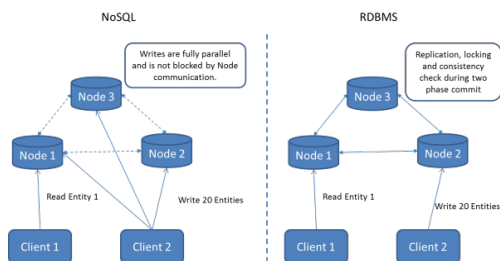 NoSQL
Writes are fully parallel
and is not blocked by Node
communication.
Node 3
Node 1
Node 2
Read Entity 1
Write 20 Entities
Client 1
Client 2
RDBMS
Replication, locking
and consistency
check during two
phase commit
Node 3
Node 1
Node 2
Read Entity 1
Write 20 Entities
Client 1
Client 2